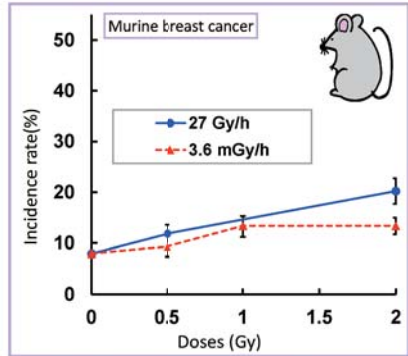 Murine breast cancer
50
40
30
20
10
0
Incidence rate(%)
27 Gy/h
3.6 mGy/h
0 0.5 1 1.5 2
Doses (Gy)